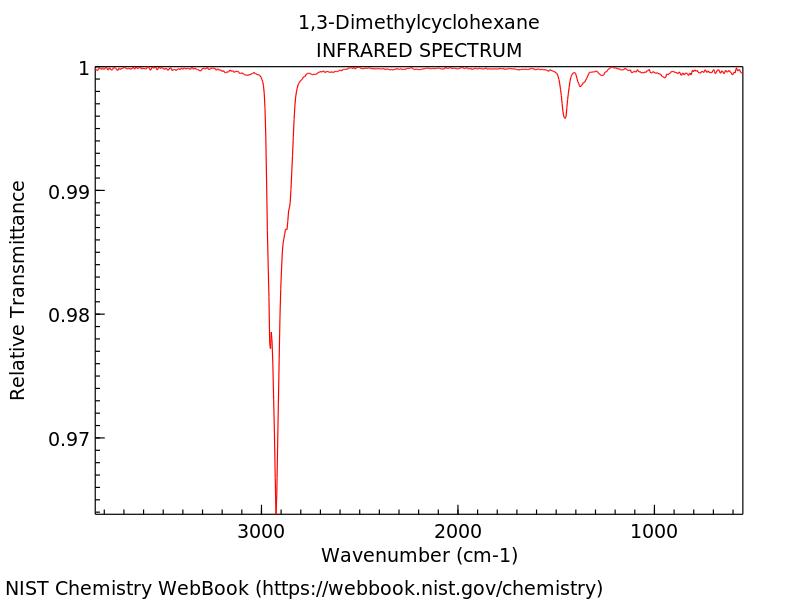 1,3-Dimethylcyclohexane
INFRARED SPECTRUM
1
0.99
0.98
0.97
Relative Transmittance
3000 2000 1000
Wavenumber (cm-1)
NIST Chemistry WebBook (https://webbook.nist.gov/chemistry)